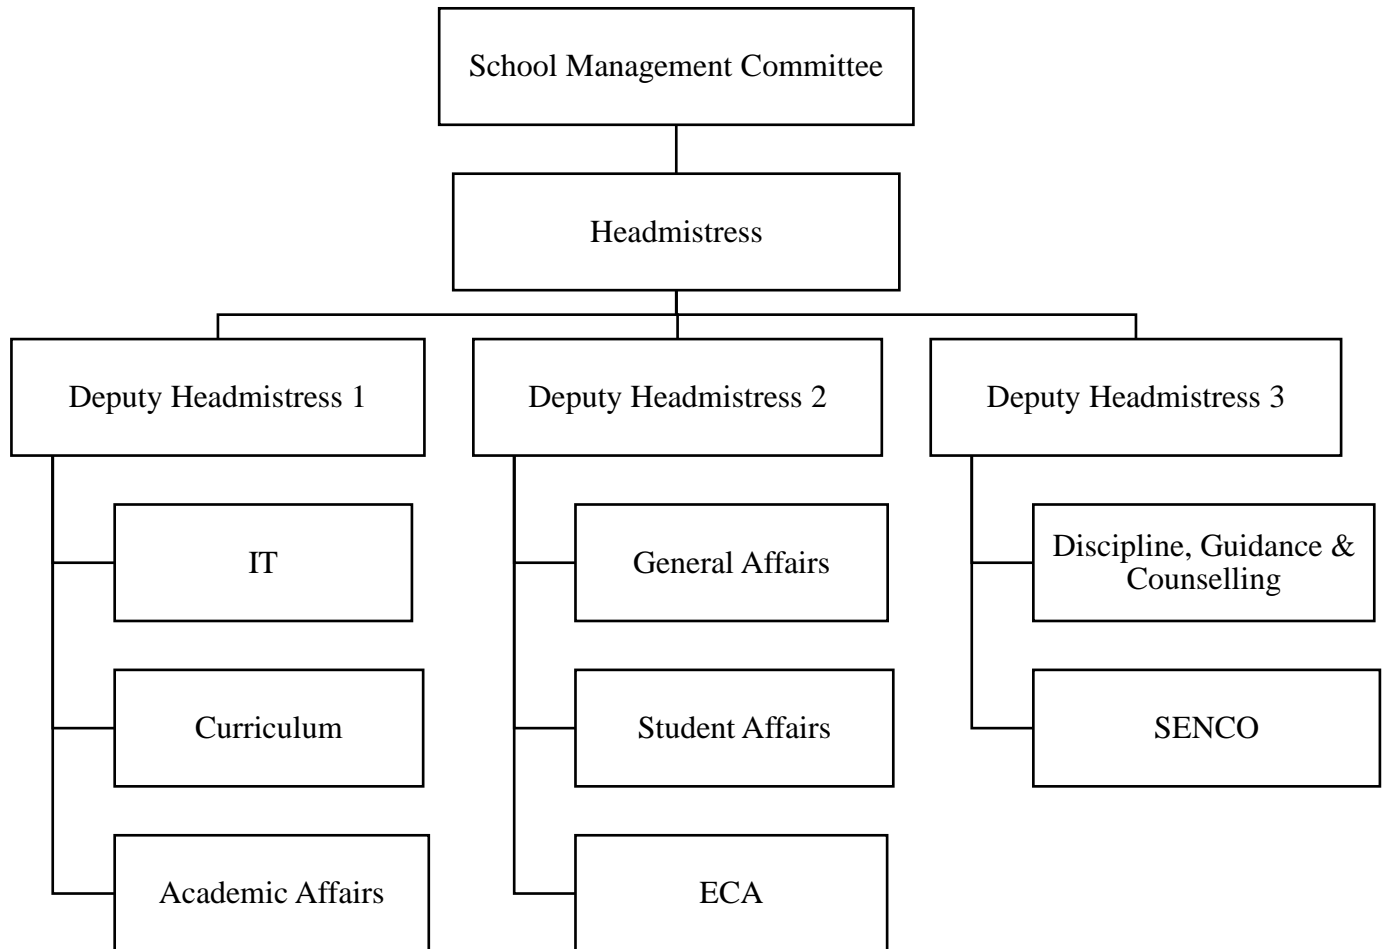 School Management Committee
Headmistress
Deputy Headmistress 1
Deputy Headmistress 2
Deputy Headmistress 3
IT
General Affairs
Discipline, Guidance &
Counselling
Curriculum
Student Affairs
SENCO
Academic Affairs
ECA